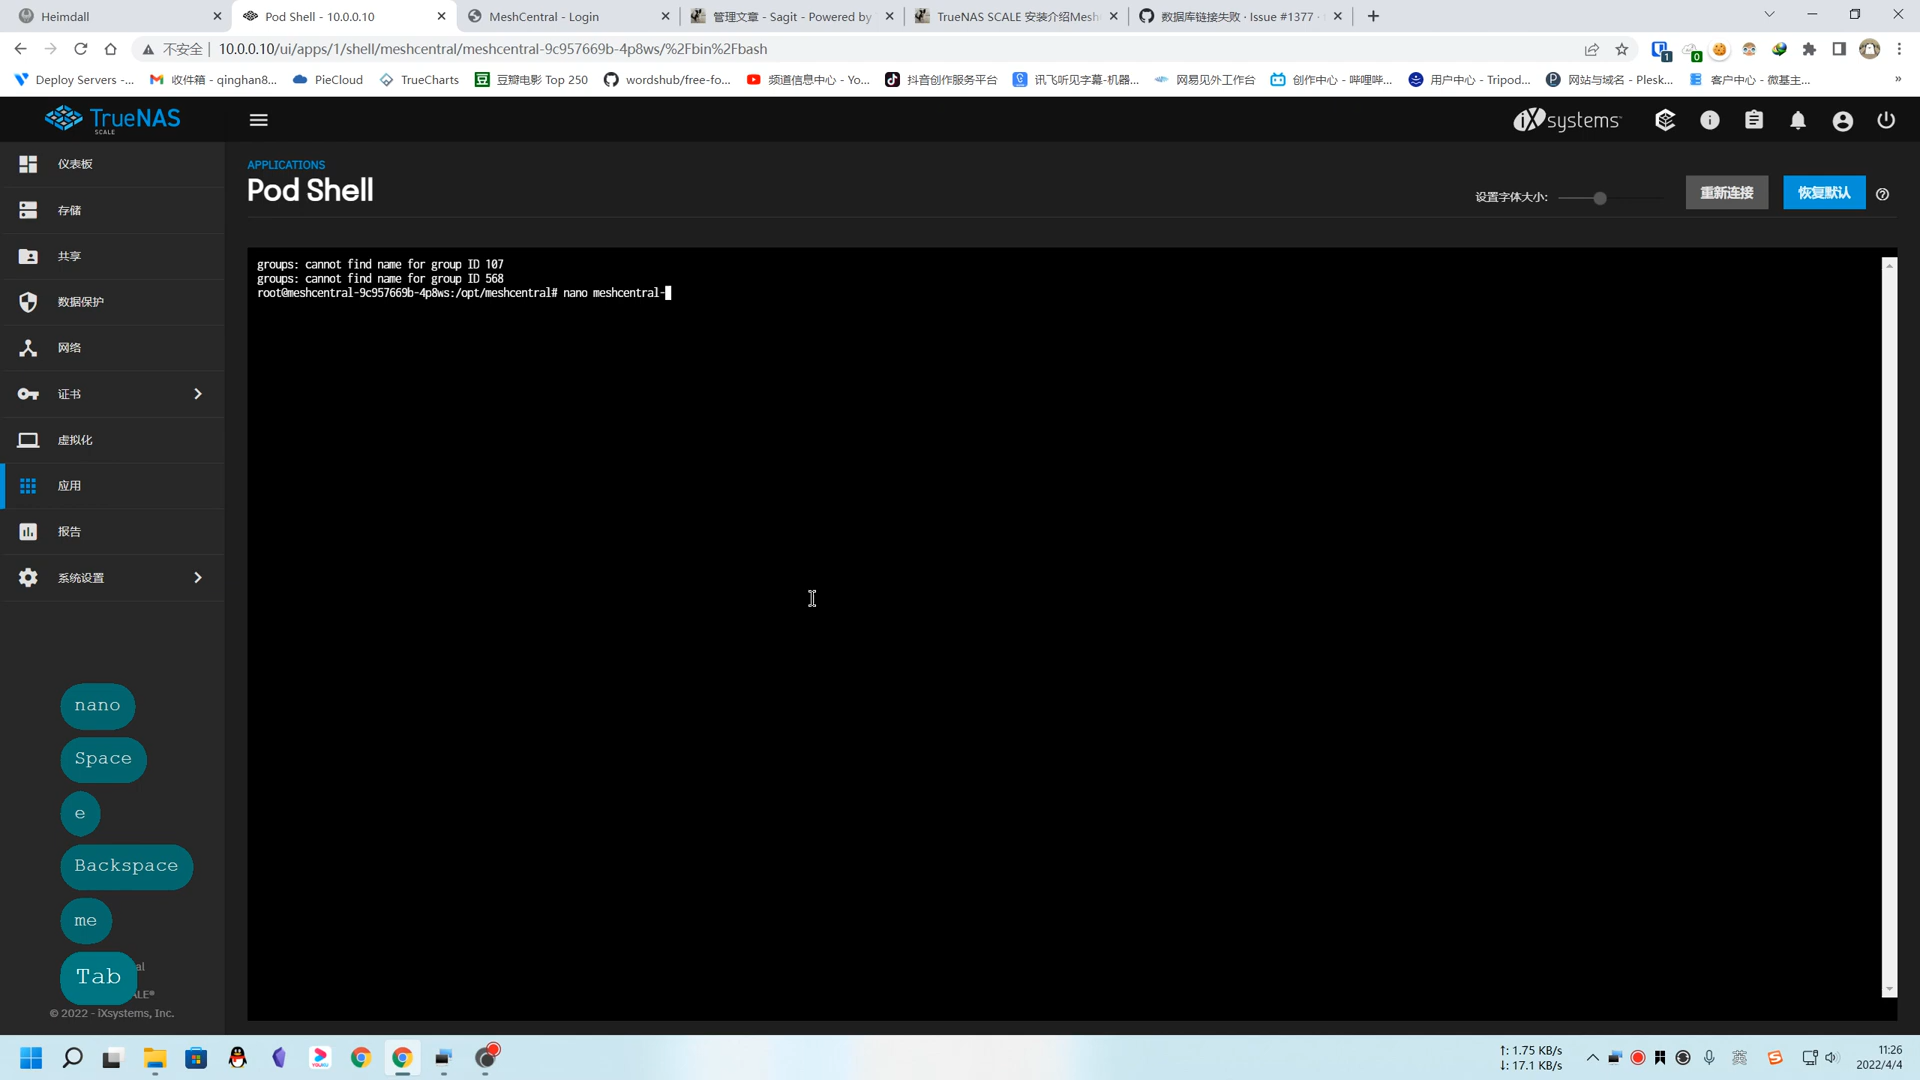 Heimdall
Pod Shell - 10.0.0.10
MeshCentral - Login
管理文章 - Sagit - Powered by
TrueNAS SCALE 安装介绍Mesh
数据库链接失败 · Issue #1377 ·
不安全
10.0.0.10/ui/apps/1/shell/meshcentral/meshcentral-9c957669b-4p8ws/%2Fbin%2Fbash
1
0
Deploy Servers -...
收件箱 - qinghan8...
PieCloud
TrueCharts
豆瓣电影 Top 250
wordshub/free-fo...
频道信息中心 - Yo...
抖音创作服务平台
讯飞听见字幕-机器...
网易见外工作台
创作中心 - 哔哩哔...
用户中心 - Tripod...
网站与域名 - Plesk...
客户中心 - 微基主...
»
TrueNAS
SCALE
iXsystems
仪表板
存储
共享
数据保护
网络
证书
虚拟化
应用
报告
系统设置
APPLICATIONS
Pod Shell
设置字体大小:
重新连接
恢复默认
groups: cannot find name for group ID 107
groups: cannot find name for group ID 568
root@meshcentral-9c957669b-4p8ws:/opt/meshcentral# nano meshcentral-
nano
Space
e
Backspace
me
Tab
al
ALE®
© 2022 - iXsystems, Inc.
YOUKU
↑: 1.75 KB/s
↓: 17.1 KB/s
英
11:26
2022/4/4